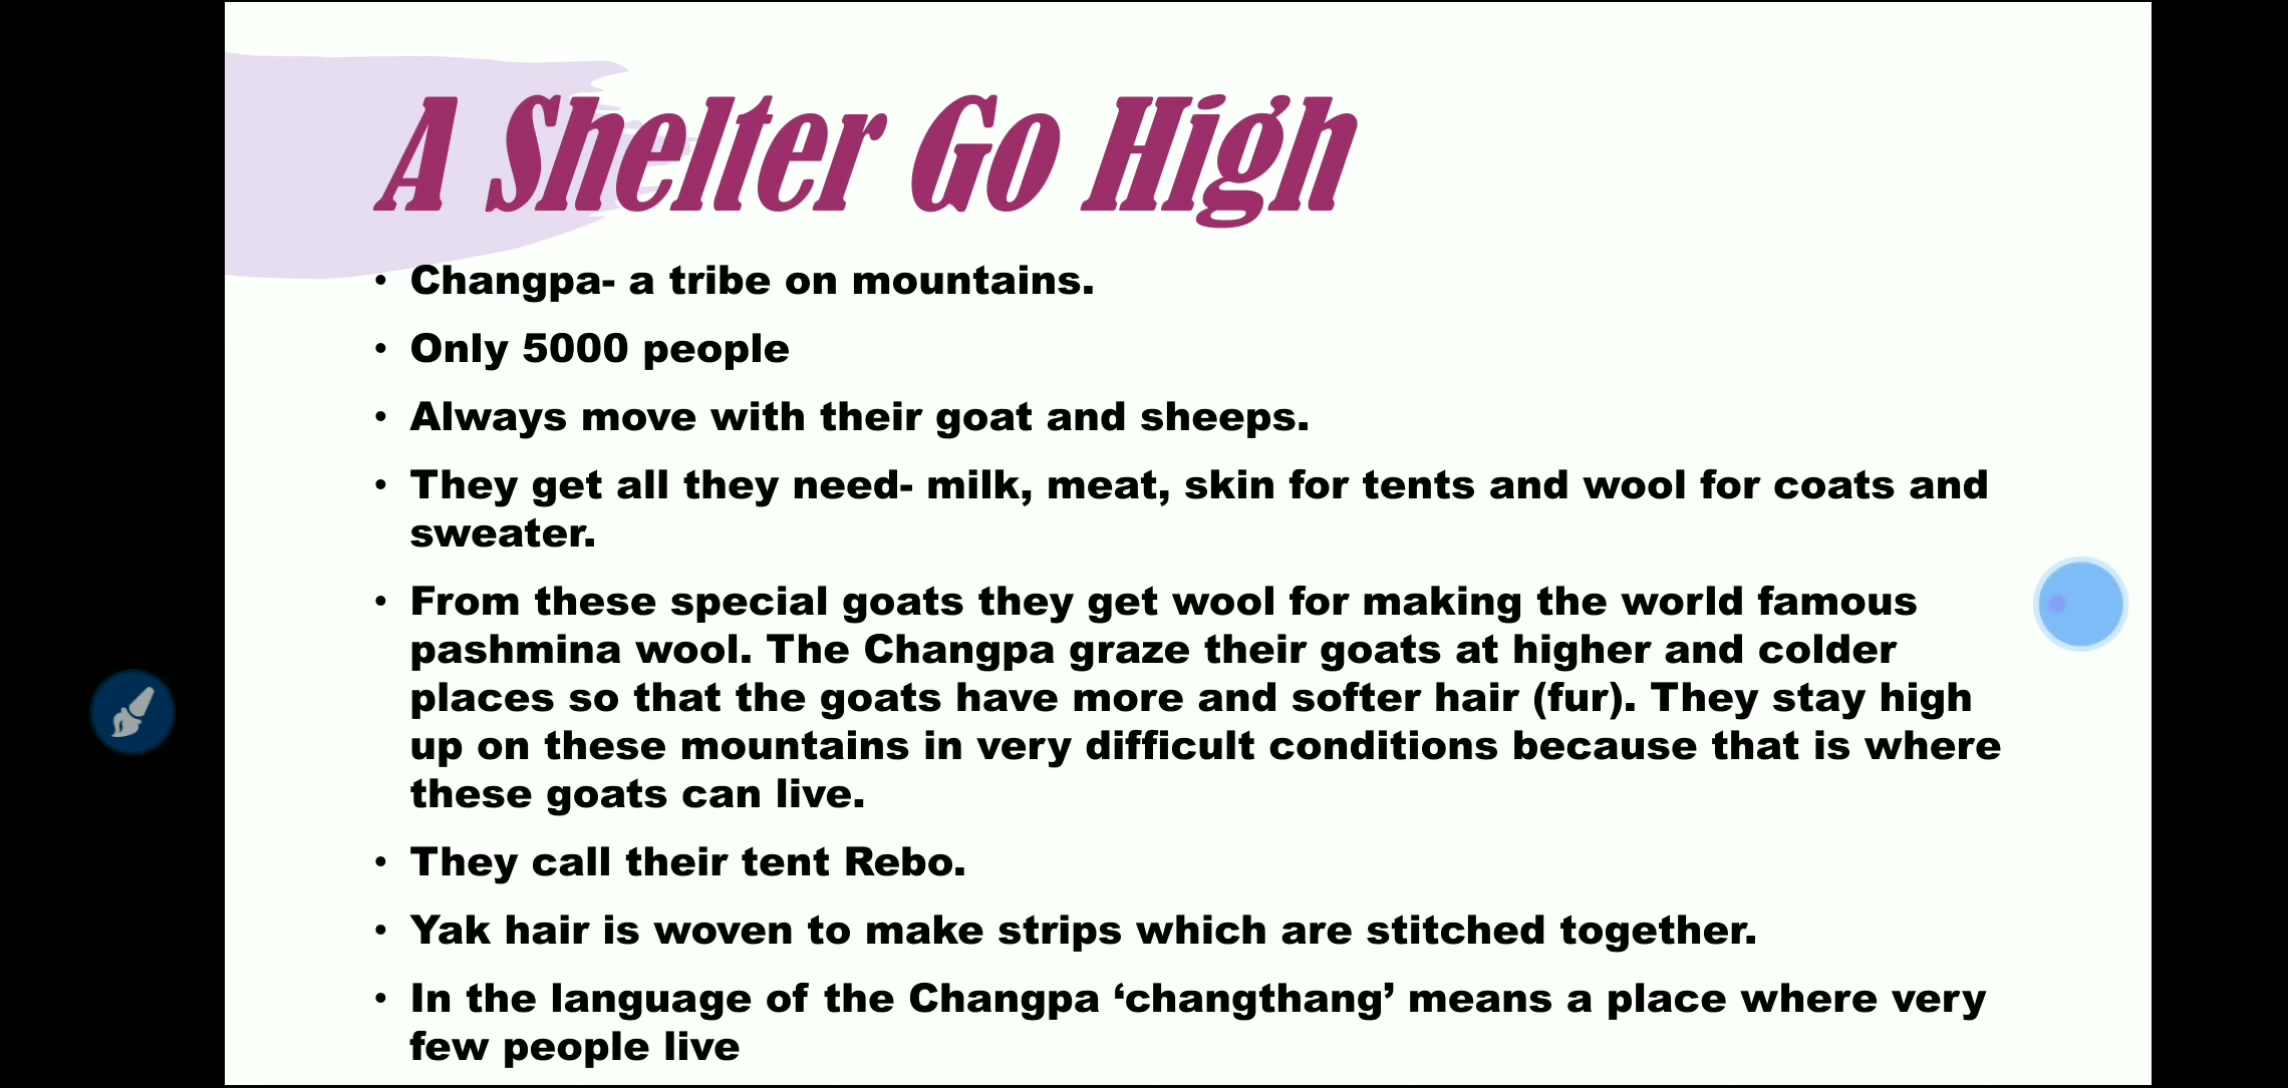 A Shelter Go High
• Changpa- a tribe on mountains.
• Only 5000 people
• Always move with their goat and sheeps.
• They get all they need- milk, meat, skin for tents and wool for coats and
sweater.
• From these special goats they get wool for making the world famous
pashmina wool. The Changpa graze their goats at higher and colder
places so that the goats have more and softer hair (fur). They stay high
up on these mountains in very difficult conditions because that is where
these goats can live.
• They call their tent Rebo.
• Yak hair is woven to make strips which are stitched together.
• In the language of the Changpa ‘changthang’ means a place where very
few people live